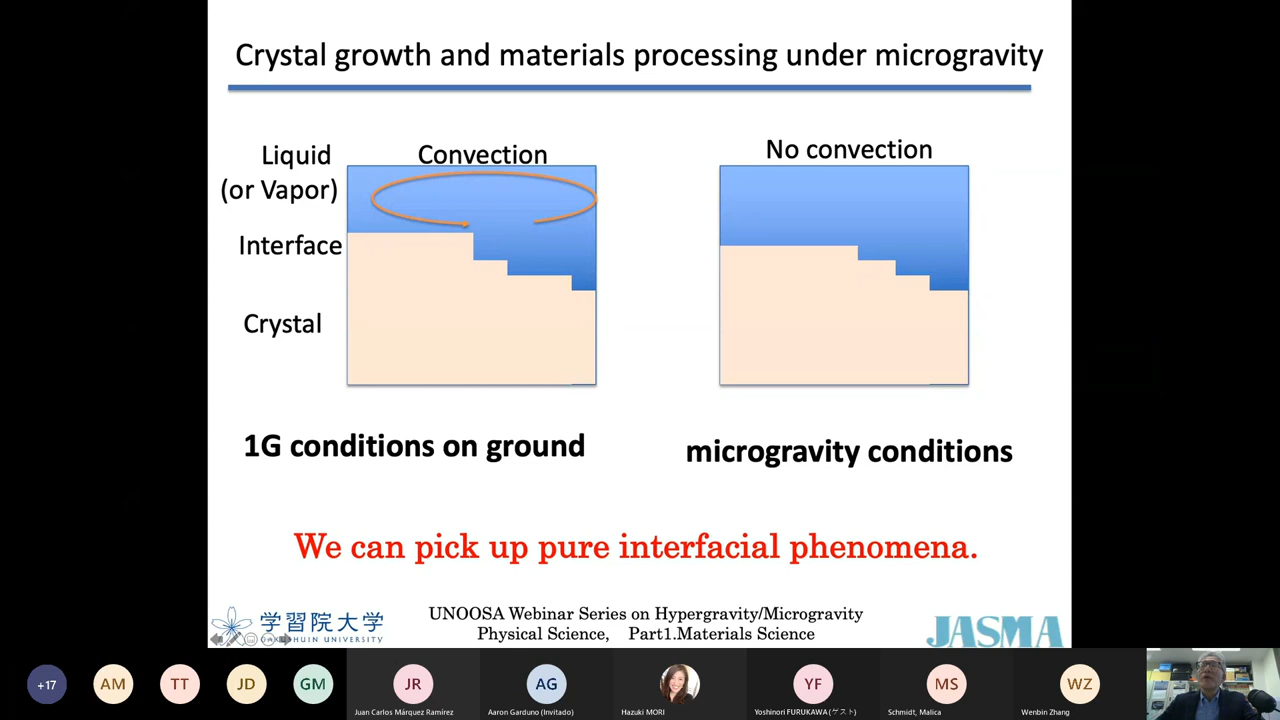 Crystal growth and materials processing under microgravity
Liquid
(or Vapor)
Convection
Interface
Crystal
No convection
1G conditions on ground
microgravity conditions
We can pick up pure interfacial phenomena.
学習院大学
GAKUSHUIN UNIVERSITY
UNOOSA Webinar Series on Hypergravity/Microgravity
Physical Science, Part1.Materials Science
JASMA
+17
AM
TT
JD
GM
JR
Juan Carlos Márquez Ramírez
AG
Aaron Garduno (Invitado)
Hazuki MORI
YF
Yoshinori FURUKAWA (ゲスト)
MS
Schmidt, Malica
WZ
Wenbin Zhang